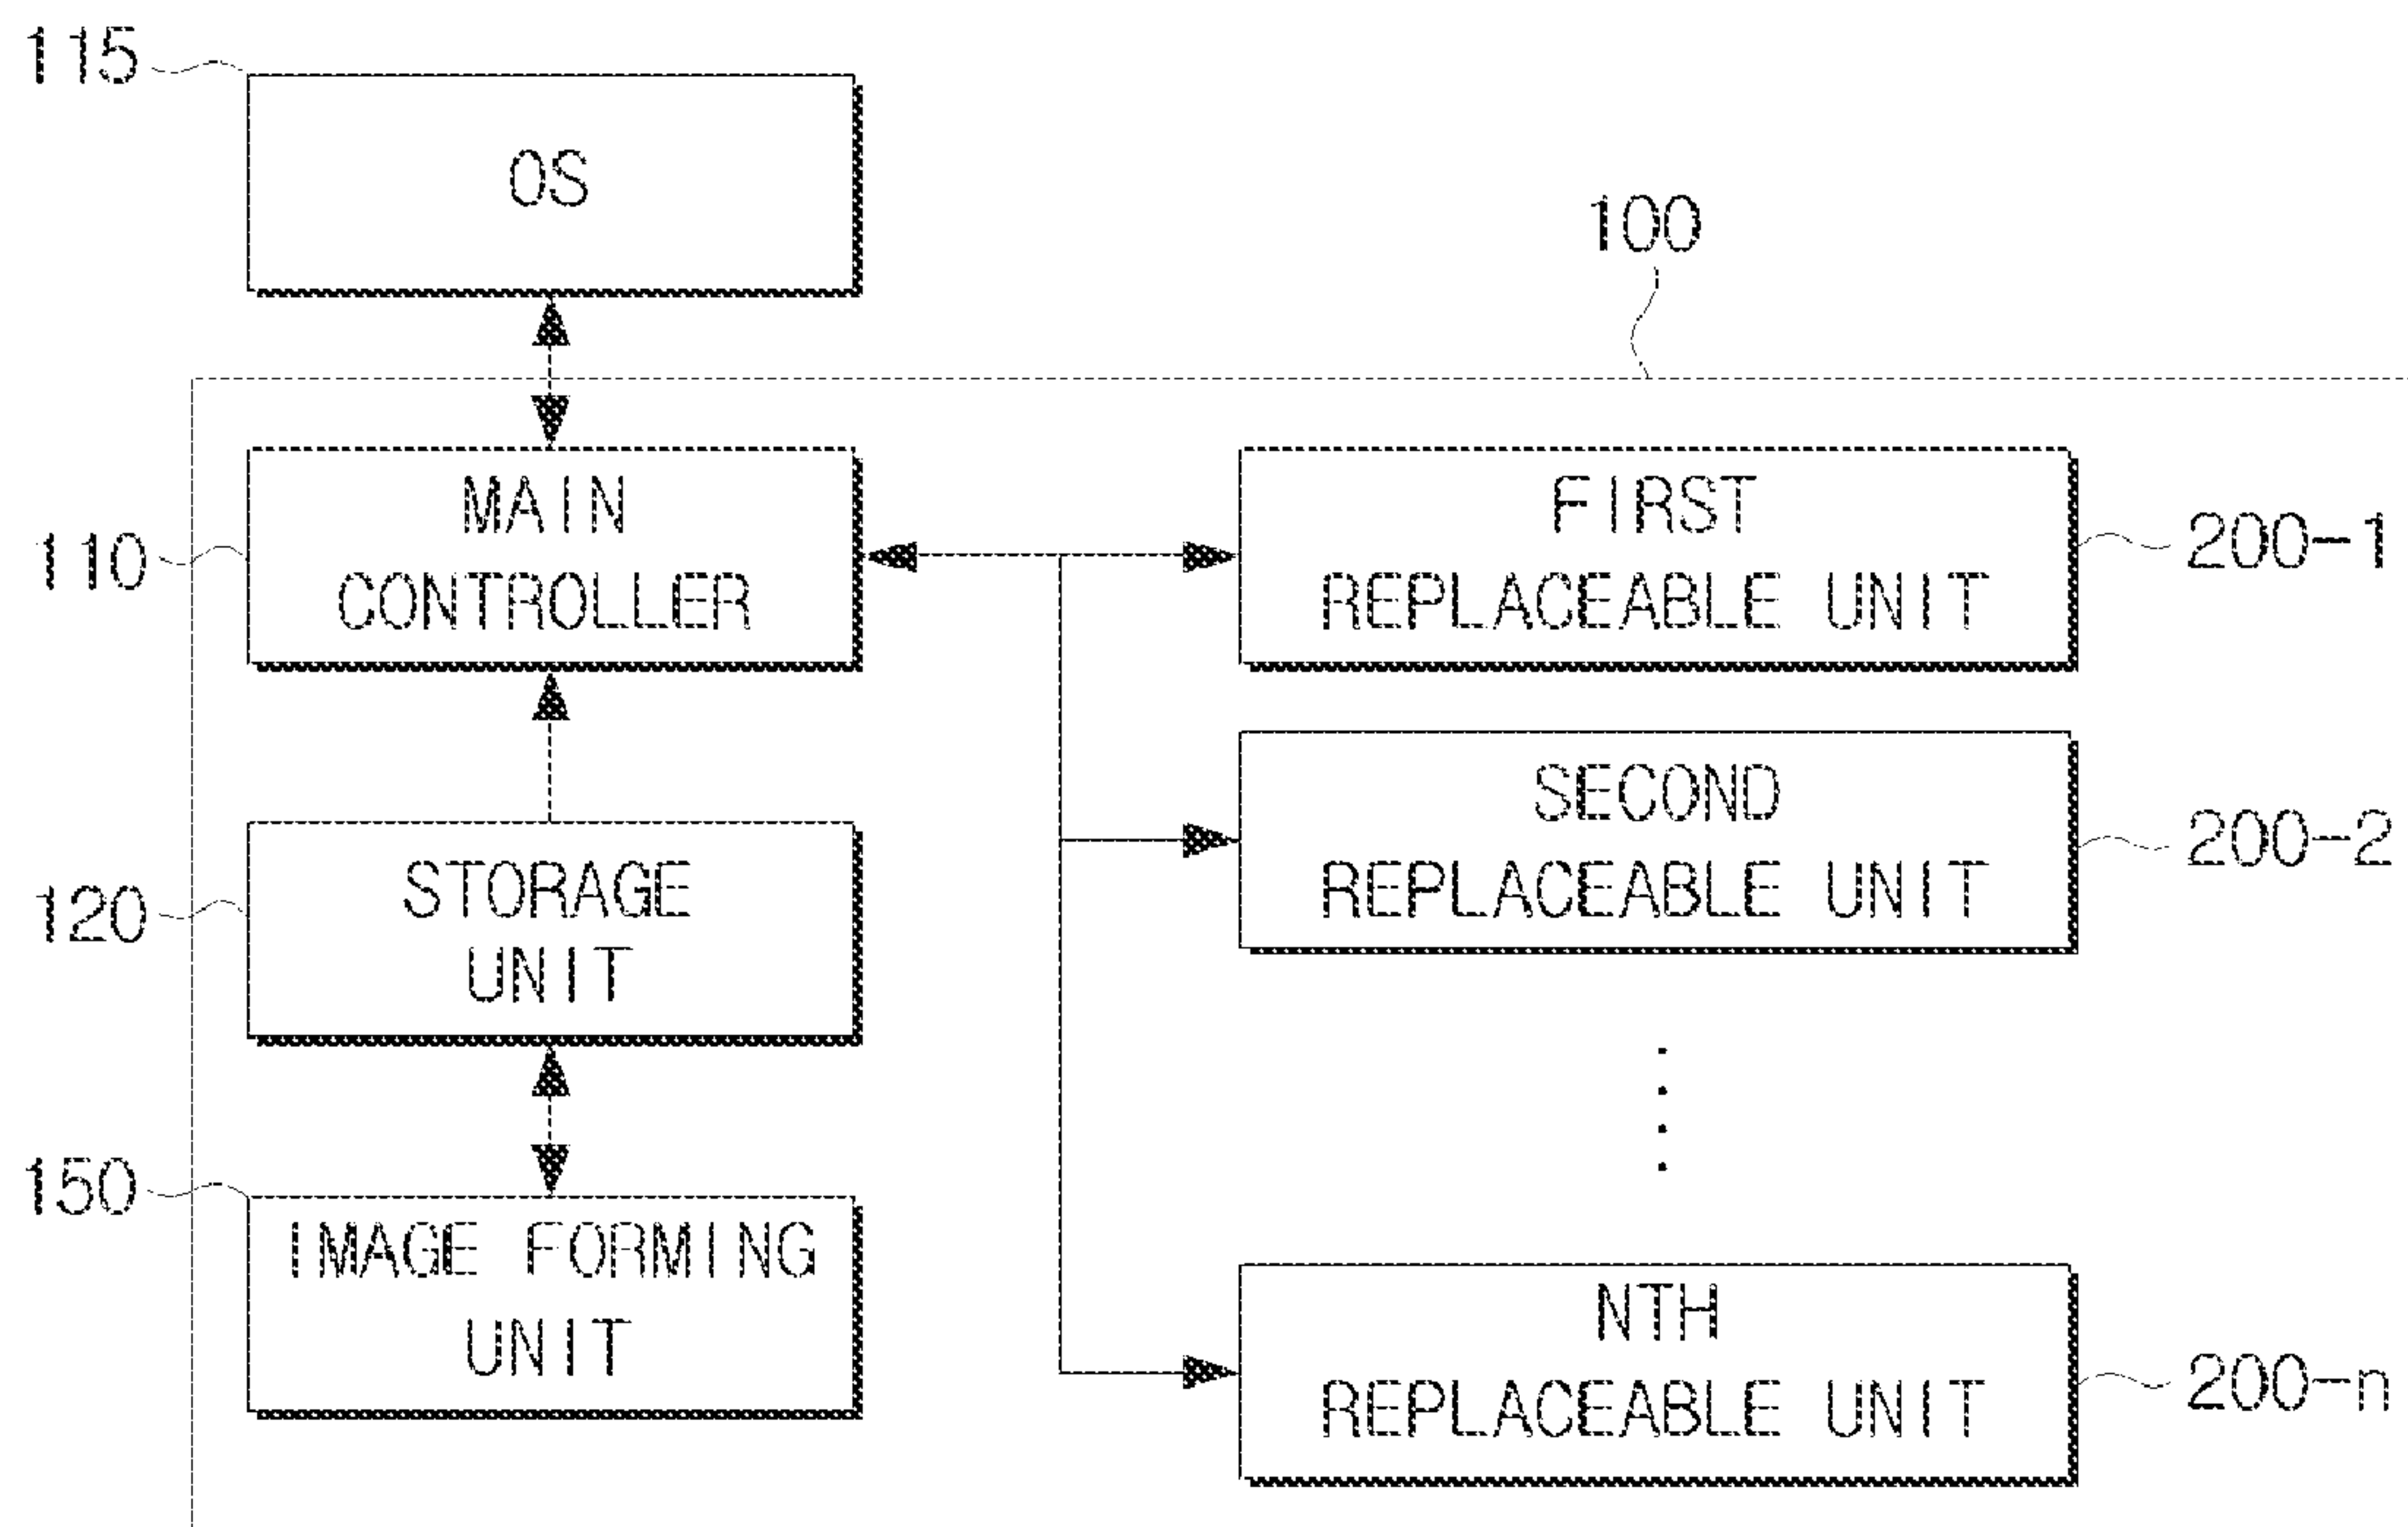 115
OS
100
110
MAIN
CONTROLLER
FIRST
REPLACEABLE UNIT
200-1
120
STORAGE
UNIT
SECOND
REPLACEABLE UNIT
200-2
150
IMAGE FORMING
UNIT
NTH
REPLACEABLE UNIT
200-n